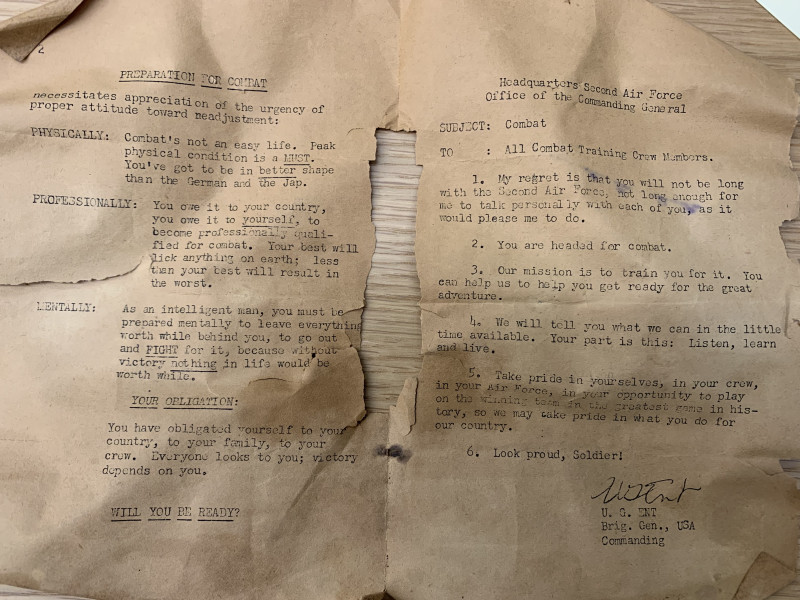 2
PREPARATION FOR COMBAT
necessitates appreciation of the urgency of
proper attitude toward readjustment:
PHYSICALLY: Combat's not an easy life. Peak
physical condition is a MUST.
You've got to be in better shape
than the German and the Jap.
PROFESSIONALLY: You owe it to your country,
you owe it to yourself, to
become professionally quali-
fied for combat. Your best will
lick anything on earth; less
than your best will result in
the worst.
MENTALLY: As an intelligent man, you must be
prepared mentally to leave everything
worth while behind you, to go out
and FIGHT for it, because without
victory nothing in life would be
worth while.
YOUR OBLIGATION:
You have obligated yourself to your
country, to your family, to your
crew. Everyone looks to you; victory
depends on you.
WILL YOU BE READY?
Headquarters Second Air Force
Office of the Commanding General
SUBJECT: Combat
TO : All Combat Training Crew Members.
1. My regret is that you will not be long
with the Second Air Force, not long enough for
me to talk personally with each of you, as it
would please me to do.
2. You are headed for combat.
3. Our mission is to train you for it. You
can help us to help you get ready for the great
adventure.
4. We will tell you what we can in the little
time available. Your part is this: Listen, learn
and live.
5. Take pride in yourselves, in your crew,
in your Air Force, in your opportunity to play
on the winning team in the greatest game in his-
tory, so we may take pride in what you do for
our country.
6. Look proud, Soldier!
UGEnt
U. G. ENT
Brig. Gen., USA
Commanding